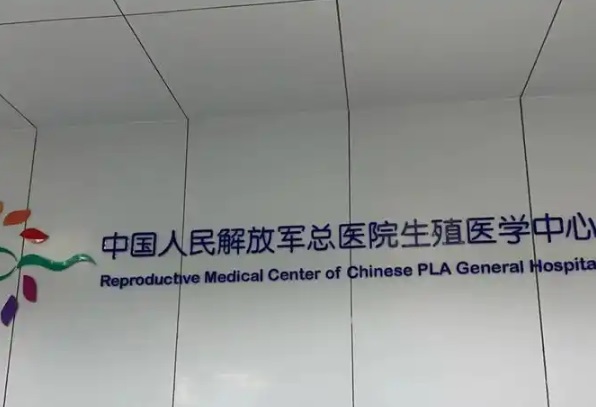 中国人民解放军总医院生殖医学中心
Reproductive Medical Center of Chinese PLA General Hospita